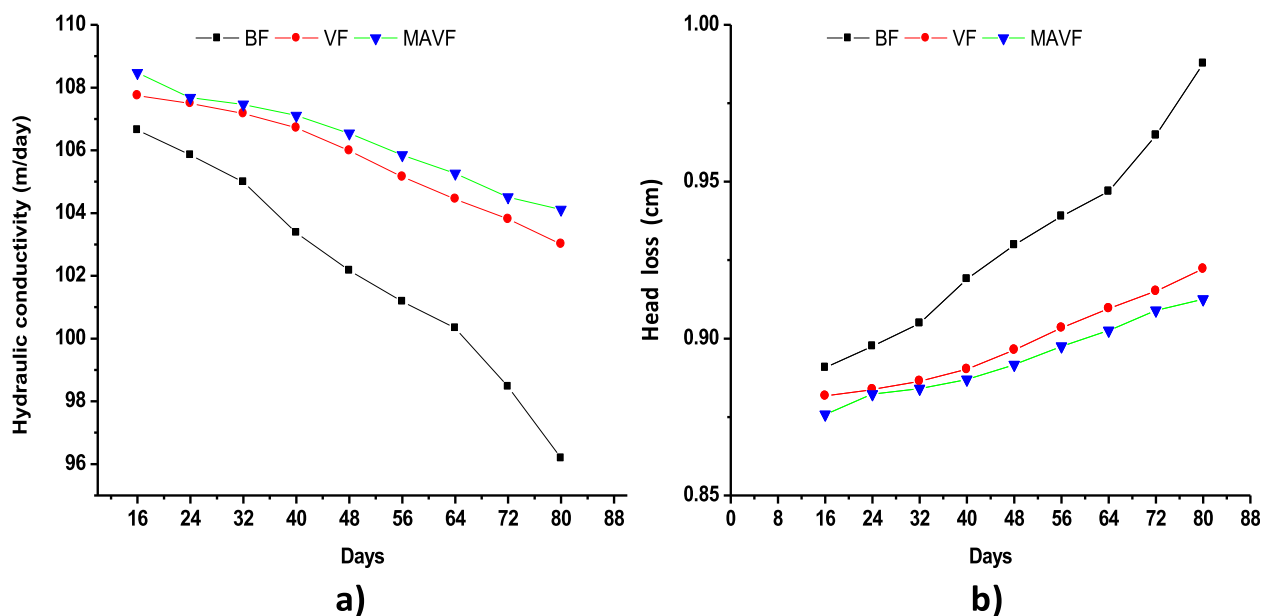 BF VF MAVF
Hydraulic conductivity (m/day)
110
108
106
104
102
100
98
96
16 24 32 40 48 56 64 72 80 88
Days
a)
BF VF MAVF
Head loss (cm)
1.00
0.95
0.90
0.85
0 8 16 24 32 40 48 56 64 72 80 88
Days
b)